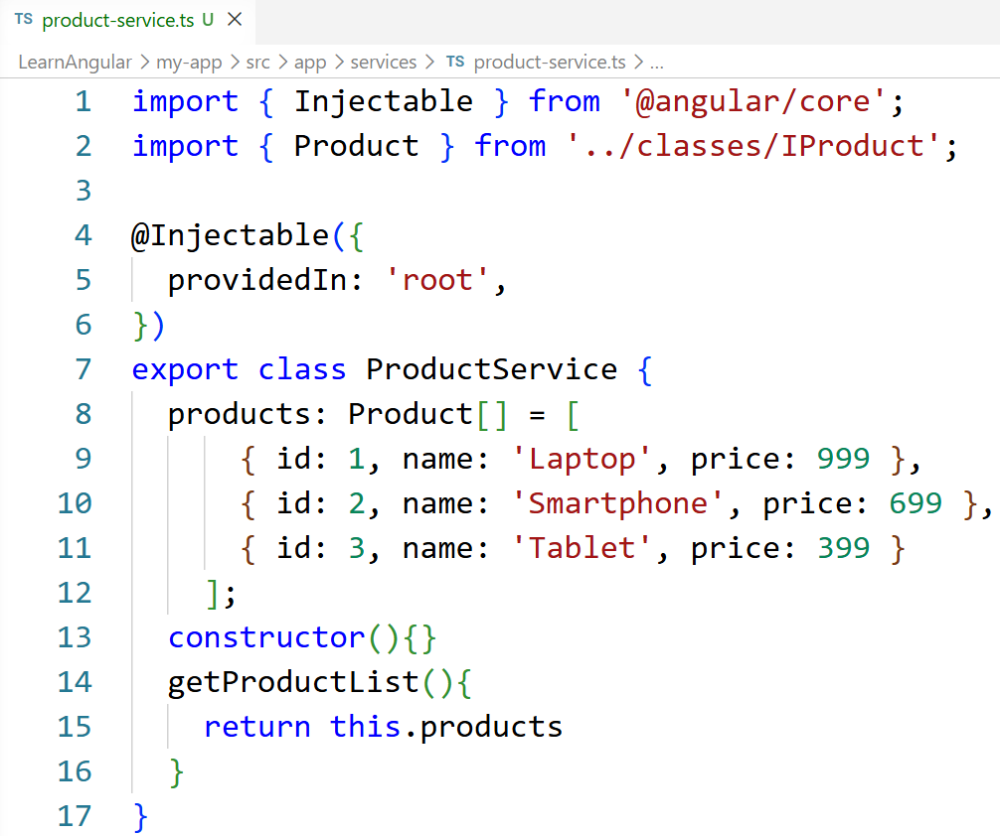 TS product-service.ts U ×
LearnAngular > my-app > src > app > services > TS product-service.ts > ...
1 import { Injectable } from '@angular/core';
2 import { Product } from '../classes/IProduct';
3
4 @Injectable({
5   providedIn: 'root',
6 })
7 export class ProductService {
8   products: Product[] = [
9       { id: 1, name: 'Laptop', price: 999 },
10       { id: 2, name: 'Smartphone', price: 699 },
11       { id: 3, name: 'Tablet', price: 399 }
12     ];
13   constructor(){}
14   getProductList(){
15     return this.products
16   }
17 }